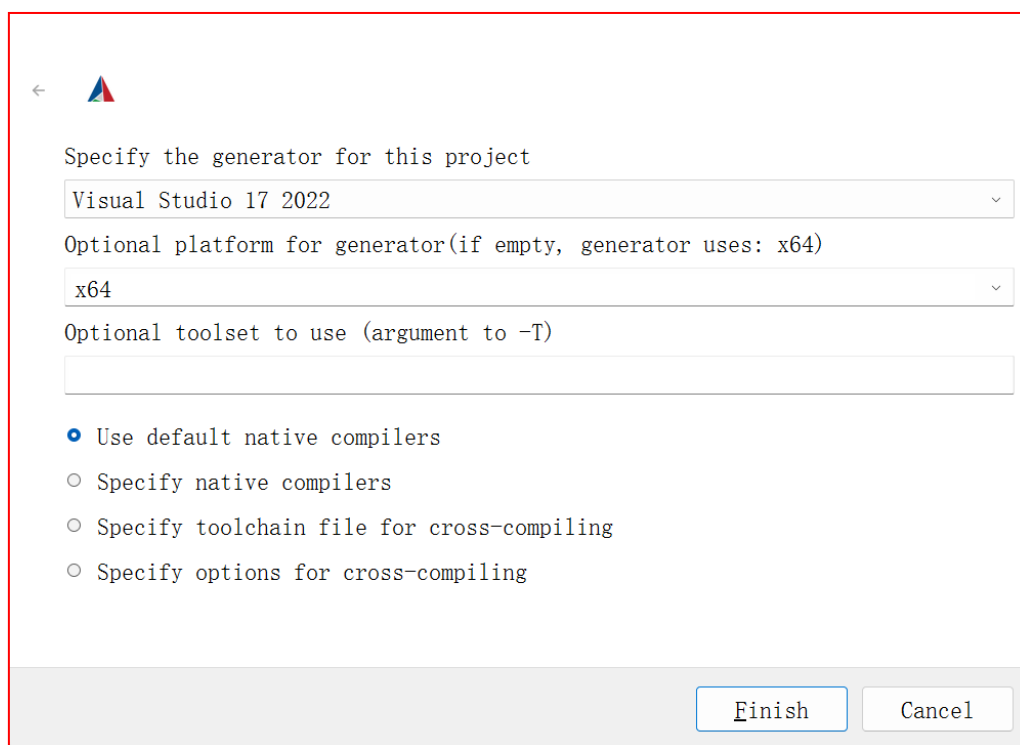 Specify the generator for this project
Visual Studio 17 2022
Optional platform for generator(if empty, generator uses: x64)
x64
Optional toolset to use (argument to -T)
Use default native compilers
Specify native compilers
Specify toolchain file for cross-compiling
Specify options for cross-compiling
Finish
Cancel